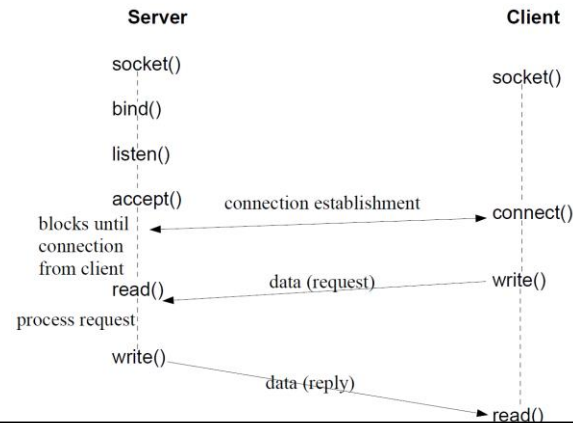 Server Client
socket()
socket()
bind()
listen()
accept()
connection establishment
connect()
blocks until
connection
from client
read()
data (request)
write()
process request
write()
data (reply)
read()